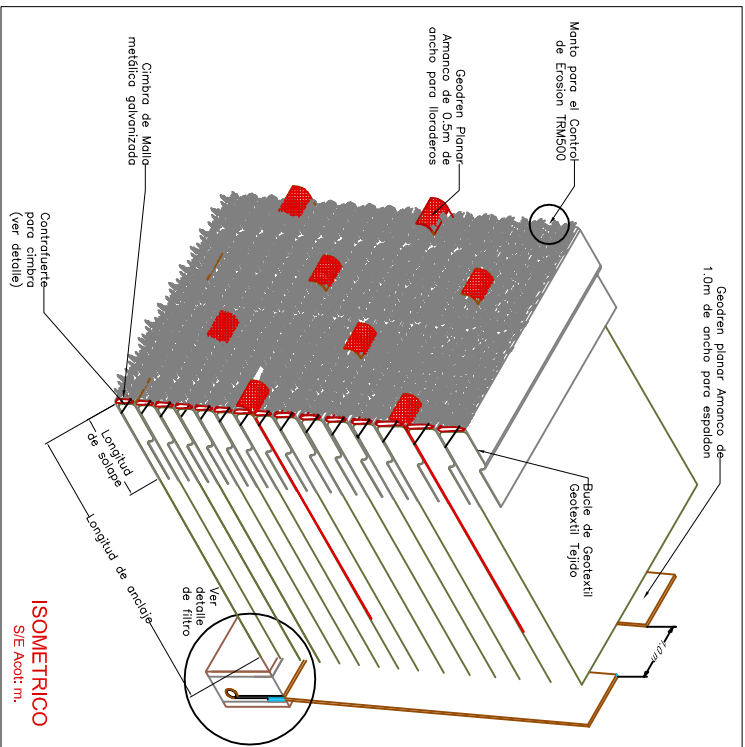 Manto para el Control
de Erosion TRM500
Geodren Planar
Amanco de 0.5m de
ancho para lloraderos
Cimbra de Malla
metálica galvanizada
Contrafuerte
para cimbra
(ver detalle)
Geodren planar Amanco de
1.0m de ancho para espaldon
Bucle de Geotextil
Geotextil Tejido
1.0m
Longitud
de solape
Longitud de anclaje
Ver
detalle
de filtro
ISOMETRICO
S/E Acot: m.